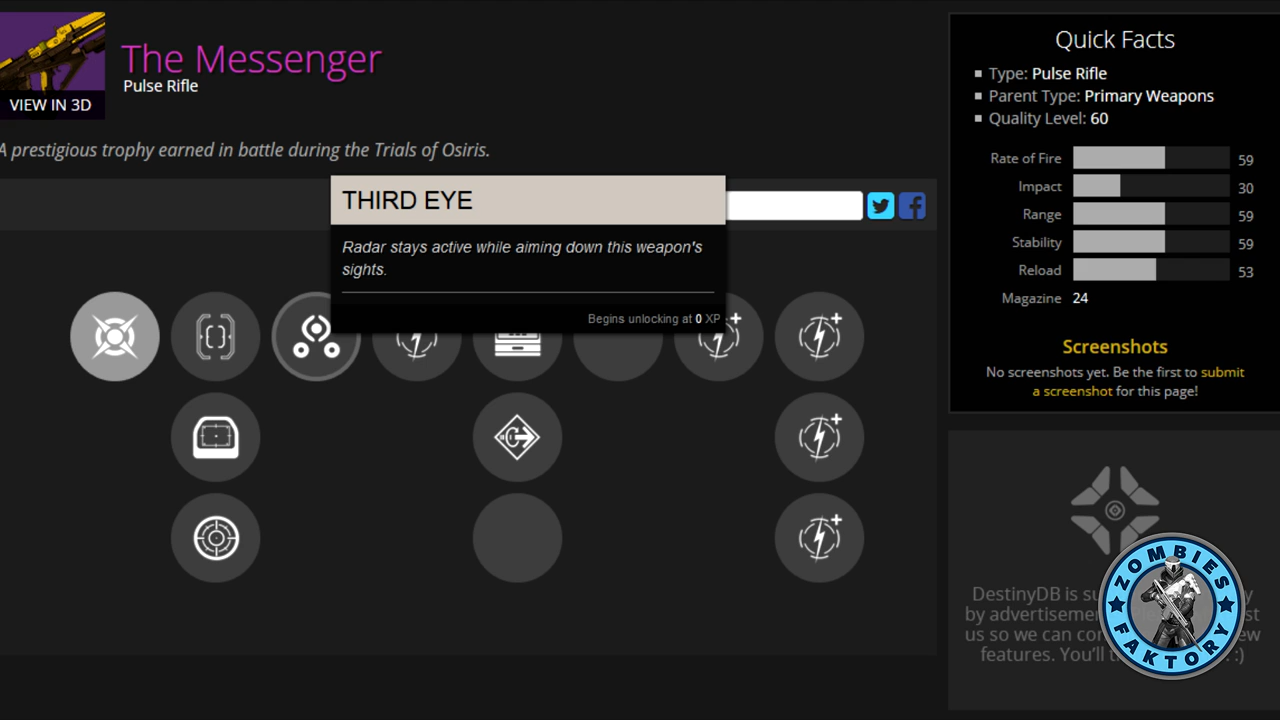 The Messenger
Pulse Rifle
VIEW IN 3D
A prestigious trophy earned in battle during the Trials of Osiris.
THIRD EYE
Radar stays active while aiming down this weapon's
sights.
Begins unlocking at 0 XP
Quick Facts
Type: Pulse Rifle
Parent Type: Primary Weapons
Quality Level: 60
Rate of Fire 59
Impact 30
Range 59
Stability 59
Reload 53
Magazine 24
Screenshots
No screenshots yet. Be the first to submit
a screenshot for this page!
DestinyDB is
by
us so we can
features. You'll :)
ZOMBIES
FAKTORY